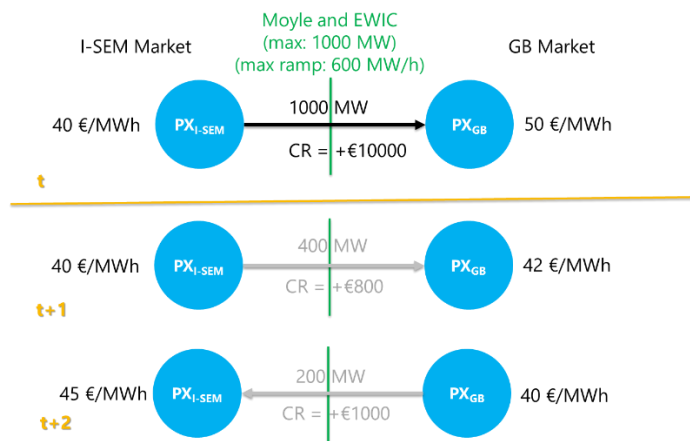 Moyle and EWIC
I-SEM Market (max: 1000 MW) GB Market
(max ramp: 600 MW/h)
1000 MW
40 €/MWh PXI-SEM PXGB 50 €/MWh
CR = +€10000
t
400 MW
40 €/MWh PXI-SEM PXGB 42 €/MWh
CR = +€800
t+1
200 MW
45 €/MWh PXI-SEM PXGB 40 €/MWh
CR = +€1000
t+2